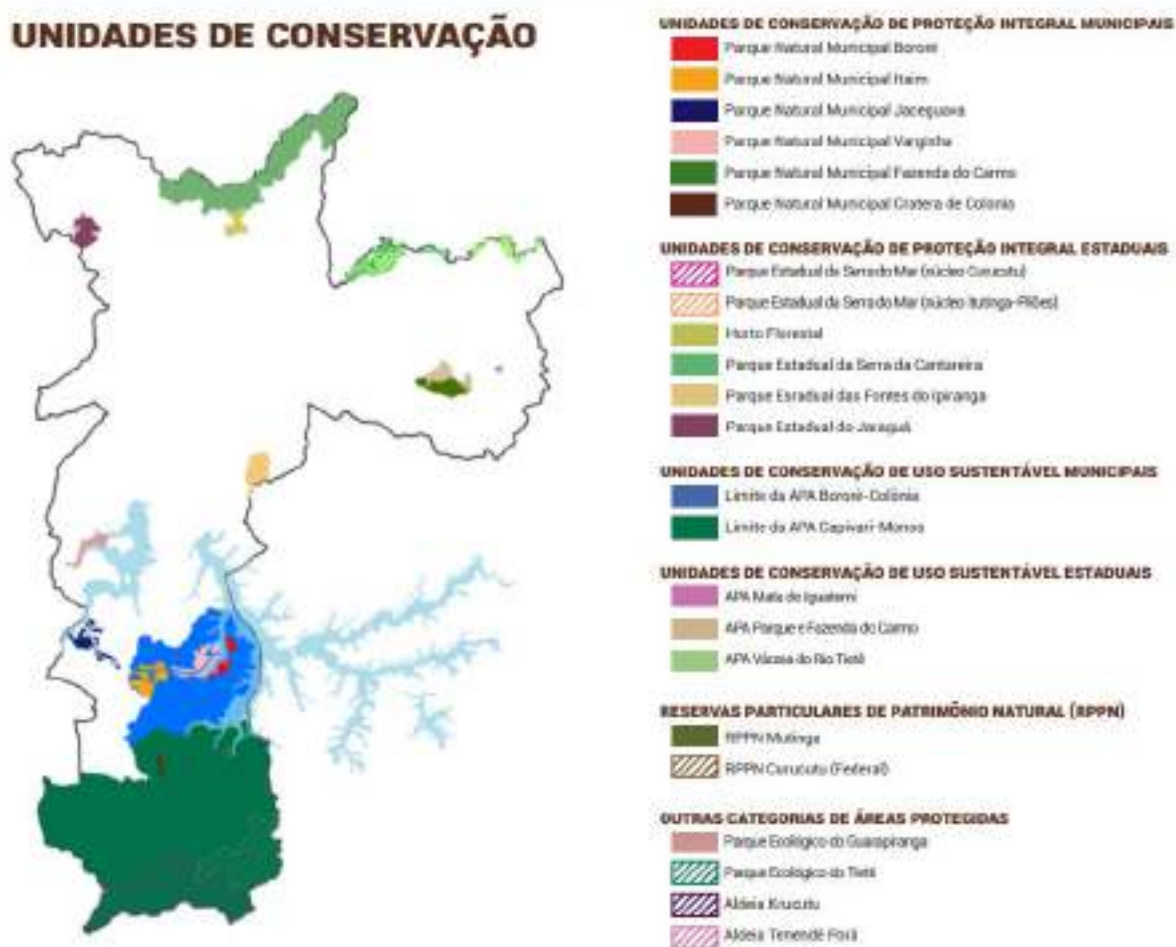 UNIDADES DE CONSERVAÇÃO
UNIDADES DE CONSERVAÇÃO DE PROTEÇÃO INTEGRAL MUNICIPAIS
Parque Natural Municipal Bororé
Parque Natural Municipal Itaim
Parque Natural Municipal Jaceguava
Parque Natural Municipal Varginha
Parque Natural Municipal Fazenda do Carmo
Parque Natural Municipal Cratera de Colonia
UNIDADES DE CONSERVAÇÃO DE PROTEÇÃO INTEGRAL ESTADUAIS
Parque Estadual da Serra do Mar (núcleo Curucutu)
Parque Estadual da Serra do Mar (núcleo Itutinga-Pilões)
Horto Florestal
Parque Estadual da Serra da Cantareira
Parque Esradual das Fontes do Ipiranga
Parque Estadual do Jaraguá
UNIDADES DE CONSERVAÇÃO DE USO SUSTENTÁVEL MUNICIPAIS
Limite da APA Bororé-Colônia
Limite da APA Capivari-Monos
UNIDADES DE CONSERVAÇÃO DE USO SUSTENTÁVEL ESTADUAIS
APA Mata do Iguatemi
APA Parque e Fazenda do Carmo
APA Várzea do Rio Tietê
RESERVAS PARTICULARES DE PATRIMÔNIO NATURAL (RPPN)
RPPN Mutinga
RPPN Curucutu (Federal)
OUTRAS CATEGORIAS DE ÁREAS PROTEGIDAS
Parque Ecológico do Guarapiranga
Parque Ecológico do Tietê
Aldeia Krucutu
Aldeia Tenondé Porã